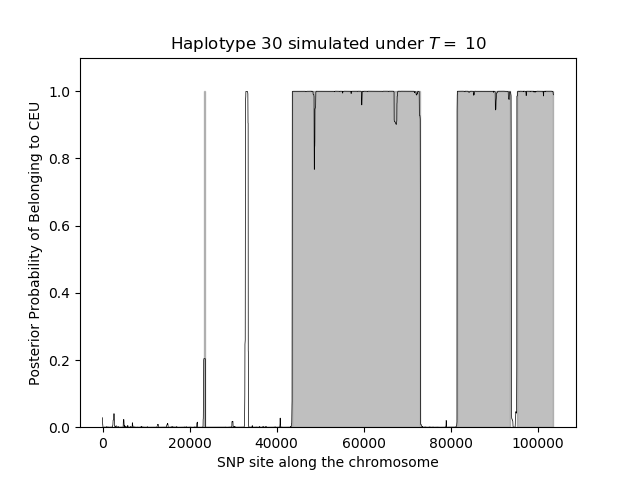 Haplotype 30 simulated under T = 10
Posterior Probability of Belonging to CEU
1.0
0.8
0.6
0.4
0.2
0.0
0 20000 40000 60000 80000 100000
SNP site along the chromosome